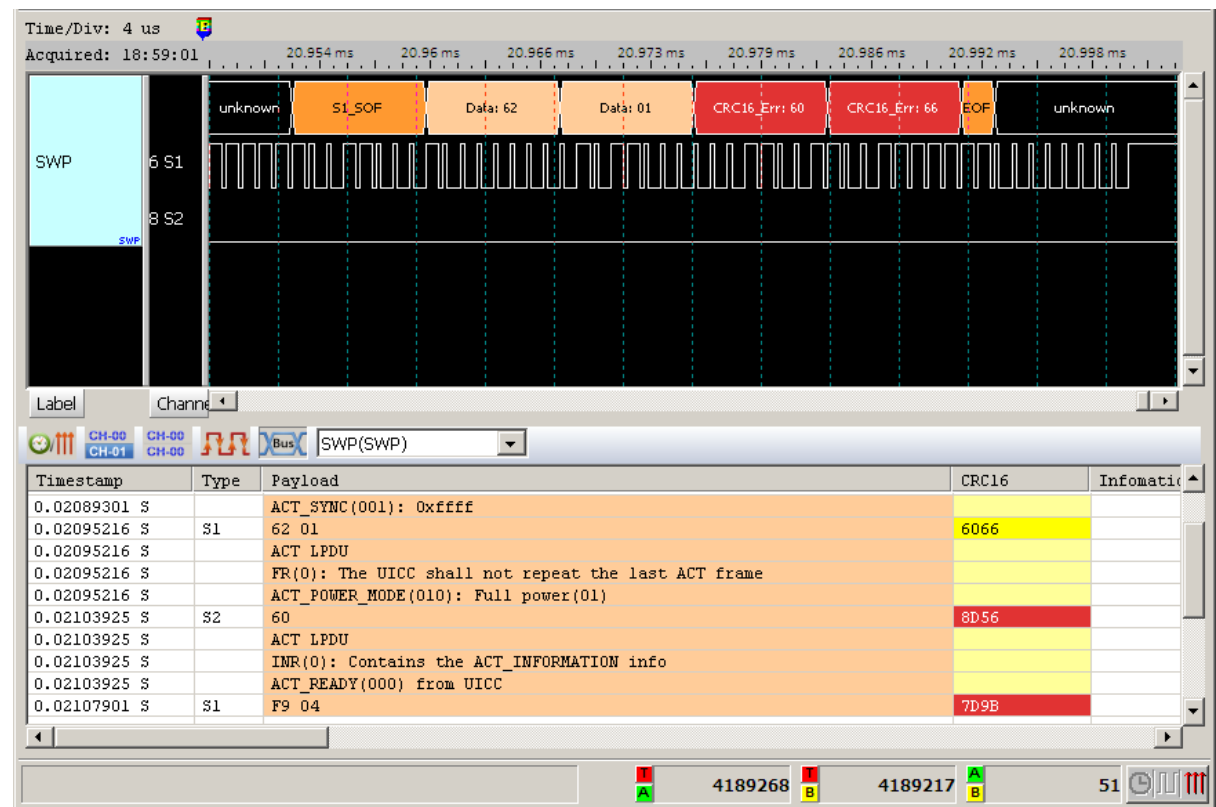 Time/Div: 4 us
Acquired: 18:59:01 20.954 ms 20.96 ms 20.966 ms 20.973 ms 20.979 ms 20.986 ms 20.992 ms 20.998 ms
unknown S1_SOF Data: 62 Data: 01 CRC16_Err: 60 CRC16_Err: 66 EOF unknown
SWP 6 S1
8 S2
SWP
Label Channe
CH-00 CH-00
CH-01 CH-00 Bus SWP(SWP)
Timestamp Type Payload CRC16 Infomatic
0.02089301 S ACT_SYNC(001): 0xffff
0.02095216 S S1 62 01 6066
0.02095216 S ACT LPDU
0.02095216 S FR(0): The UICC shall not repeat the last ACT frame
0.02095216 S ACT_POWER_MODE(010): Full power(01)
0.02103925 S S2 60 8D56
0.02103925 S ACT LPDU
0.02103925 S INR(0): Contains the ACT_INFORMATION info
0.02103925 S ACT_READY(000) from UICC
0.02107901 S S1 F9 04 7D9B
T A 4189268 T B 4189217 A B 51